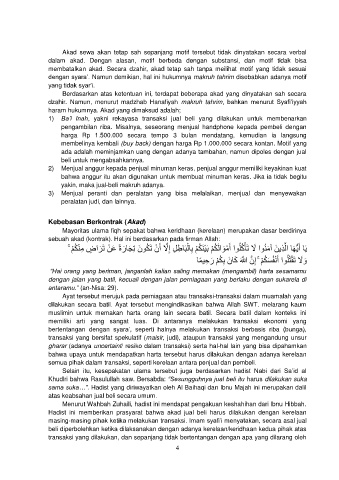 Akad sewa akan tetap sah sepanjang motif tersebut tidak dinyatakan secara verbal
dalam akad. Dengan alasan, motif berbeda dengan substansi, dan motif tidak bisa
membatalkan akad. Secara dzahir, akad tetap sah tanpa melihat motif yang tidak sesuai
dengan syara'. Namun demikian, hal ini hukumnya makruh tahrim disebabkan adanya motif
yang tidak syar'i.
Berdasarkan atas ketentuan ini, terdapat beberapa akad yang dinyatakan sah secara
dzahir. Namun, menurut madzhab Hanafiyah makruh tahrim, bahkan menurut Syafi'iyyah
haram hukumnya. Akad yang dimaksud adalah;
1) Ba'i Inah, yakni rekayasa transaksi jual beli yang dilakukan untuk membenarkan
pengambilan riba. Misalnya, seseorang menjual handphone kepada pembeli dengan
harga Rp 1.500.000 secara tempo 3 bulan mendatang, kemudian ia langsung
membelinya kembali (buy back) dengan harga Rp 1.000.000 secara kontan. Motif yang
ada adalah meminjamkan uang dengan adanya tambahan, namun dipoles dengan jual
beli untuk mengabsahkannya.
2) Menjual anggur kepada penjual minuman keras, penjual anggur memiliki keyakinan kuat
bahwa anggur itu akan digunakan untuk membuat minuman keras. Jika ia tidak begitu
yakin, maka jual-beli makruh adanya.
3) Menjual peranti dan peralatan yang bisa melalaikan, menjual dan menyewakan
peralatan judi, dan lainnya.
Kebebasan Berkontrak (Akad)
Mayoritas ulama fiqh sepakat bahwa keridhaan (kerelaan) merupakan dasar berdirinya
sebuah akad (kontrak). Hal ini berdasarkan pada firman Allah:
يَا أَيُّهَا الَّذِينَ آمَنُوا لَا تَأْكُلُوا أَمْوَالَكُمْ بَيْنَكُمْ بِالْبَاطِلِ إِلَّا أَنْ تَكُونَ تِجَارَةً عَنْ تَرَاضٍ مِنْكُمْ ۚ
وَلَا تَقْتُلُوا أَنْفُسَكُمْ ۚ إِنَّ اللَّهَ كَانَ بِكُمْ رَحِيمًا
"Hai orang yang beriman, janganlah kalian saling memakan (mengambil) harta sesamamu
dengan jalan yang batil, kecuali dengan jalan perniagaan yang berlaku dengan sukarela di
antaramu." (an-Nisa: 29).
Ayat tersebut merujuk pada perniagaan atau transaksi-transaksi dalam muamalah yang
dilakukan secara batil. Ayat tersebut mengindikasikan bahwa Allah SWT, melarang kaum
muslimin untuk memakan harta orang lain secara batil. Secara batil dalam konteks ini
memiliki arti yang sangat luas. Di antaranya melakukan transaksi ekonomi yang
bertentangan dengan syara', seperti halnya melakukan transaksi berbasis riba (bunga),
transaksi yang bersifat spekulatif (maisir, judi), ataupun transaksi yang mengandung unsur
gharar (adanya uncertaint resiko dalam transaksi) serta hal-hal lain yang bisa dipahamkan
bahwa upaya untuk mendapatkan harta tersebut harus dilakukan dengan adanya kerelaan
semua pihak dalam transaksi, seperti kerelaan antara penjual dan pembeli.
Selain itu, kesepakatan ulama tersebut juga berdasarkan hadist Nabi dari Sa'id al
Khudri bahwa Rasulullah saw. Bersabda; "Sesungguhnya jual beli itu harus dilakukan suka
sama suka…". Hadist yang diriwayatkan oleh Al Baihaqi dan Ibnu Majah ini merupakan dalil
atas keabsahan jual beli secara umum.
Menurut Wahbah Zuhaili, hadist ini mendapat pengakuan keshahihan dari Ibnu Hibbah.
Hadist ini memberikan prasyarat bahwa akad jual beli harus dilakukan dengan kerelaan
masing-masing pihak ketika melakukan transaksi. Imam syafi'i menyatakan, secara asal jual
beli diperbolehkan ketika dilaksanakan dengan adanya kerelaan/keridhaan kedua pihak atas
transaksi yang dilakukan, dan sepanjang tidak bertentangan dengan apa yang dilarang oleh
4